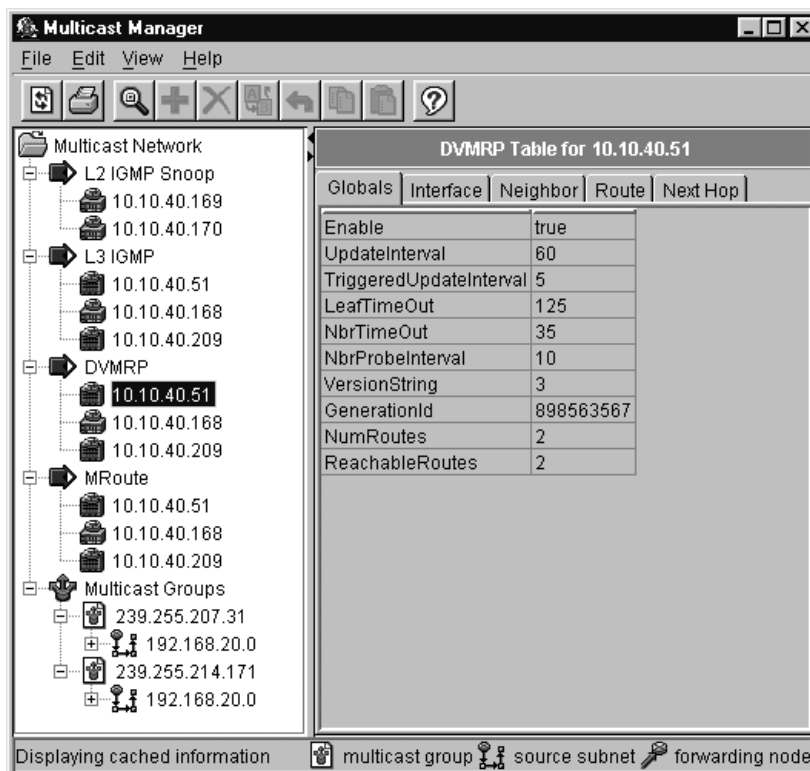 Multicast Manager
File Edit View Help
Multicast Network
L2 IGMP Snoop
10.10.40.169
10.10.40.170
L3 IGMP
10.10.40.51
10.10.40.168
10.10.40.209
DVMRP
10.10.40.51
10.10.40.168
10.10.40.209
MRoute
10.10.40.51
10.10.40.168
10.10.40.209
Multicast Groups
239.255.207.31
192.168.20.0
239.255.214.171
192.168.20.0
DVMRP Table for 10.10.40.51
Globals Interface Neighbor Route Next Hop
Enable true
UpdateInterval 60
TriggeredUpdateInterval 5
LeafTimeOut 125
NbrTimeOut 35
NbrProbeInterval 10
VersionString 3
GenerationId 898563567
NumRoutes 2
ReachableRoutes 2
Displaying cached information multicast group source subnet forwarding node